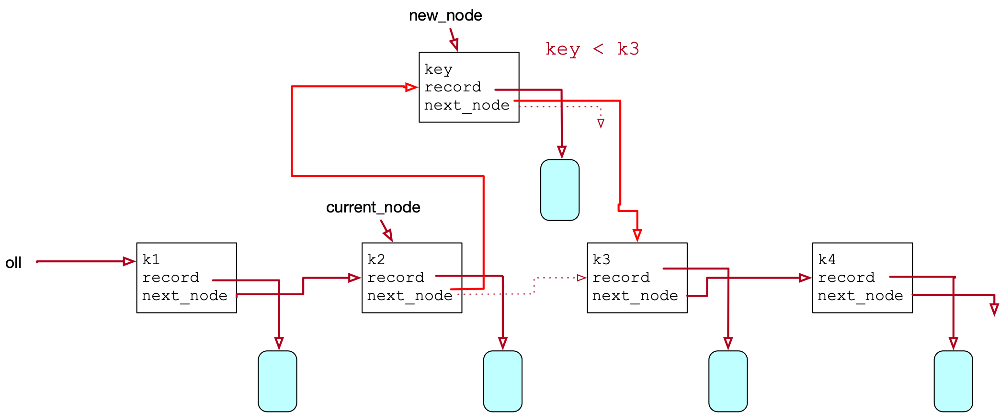 new_node
key < k3
key
record
next_node
current_node
oll
k1
record
next_node
k2
record
next_node
k3
record
next_node
k4
record
next_node